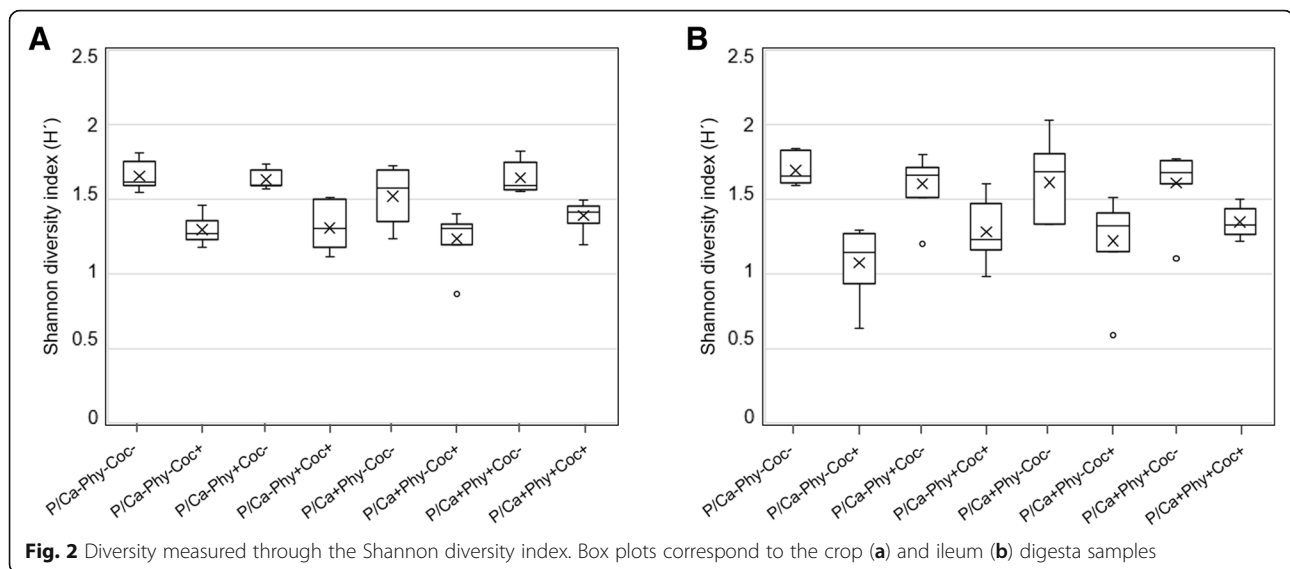 A
B
Shannon diversity index (H´)
2.5
2
1.5
1
0.5
0
P/Ca-Phy-Coc-
P/Ca-Phy-Coc+
P/Ca-Phy+Coc-
P/Ca-Phy+Coc+
P/Ca+Phy-Coc-
P/Ca+Phy-Coc+
P/Ca+Phy+Coc-
P/Ca+Phy+Coc+
Shannon diversity index (H´)
2.5
2
1.5
1
0.5
0
P/Ca-Phy-Coc-
P/Ca-Phy-Coc+
P/Ca-Phy+Coc-
P/Ca-Phy+Coc+
P/Ca+Phy-Coc-
P/Ca+Phy-Coc+
P/Ca+Phy+Coc-
P/Ca+Phy+Coc+
Fig. 2 Diversity measured through the Shannon diversity index. Box plots correspond to the crop (a) and ileum (b) digesta samples